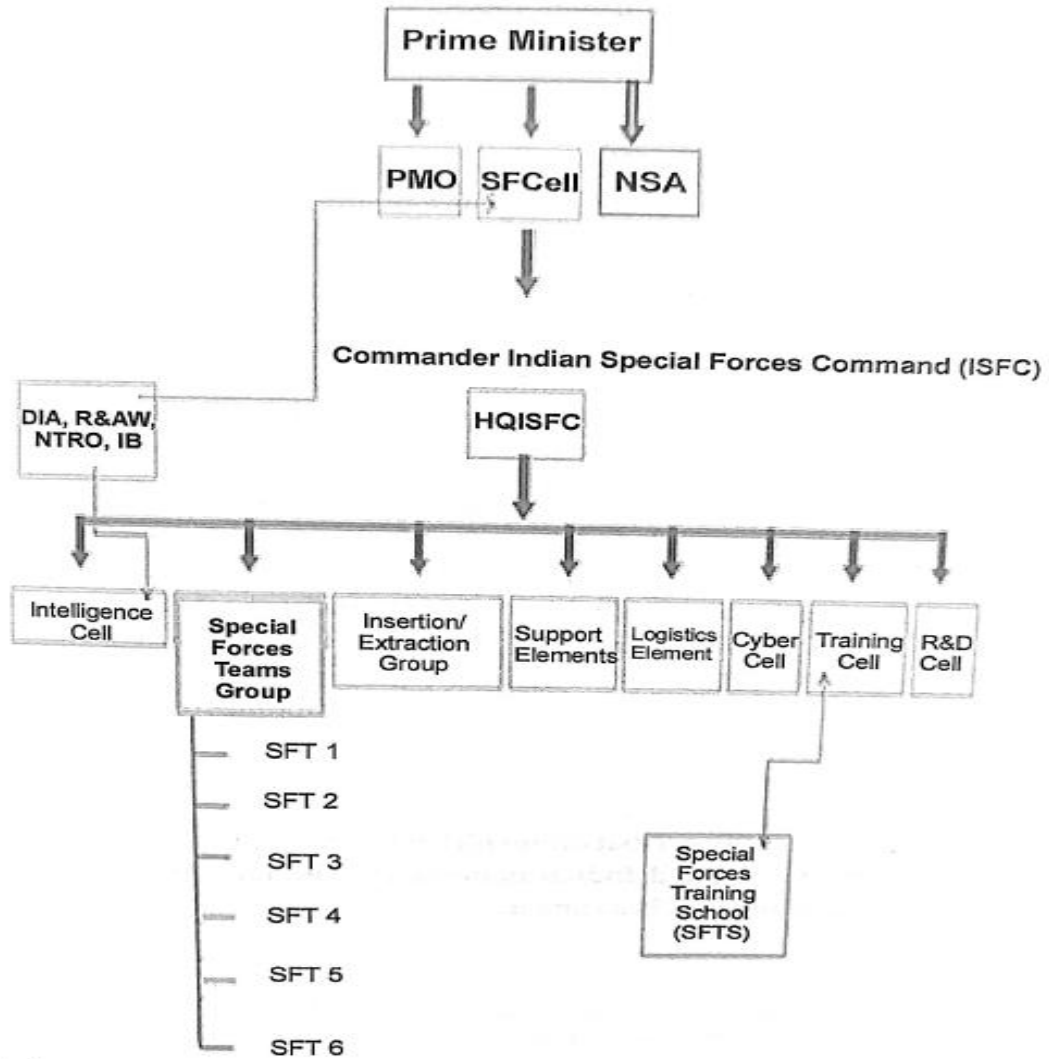 Prime Minister
PMO
SFCell
NSA
Commander Indian Special Forces Command (ISFC)
DIA, R&AW,
NTRO, IB
HQISFC
Intelligence
Cell
Special
Forces
Teams
Group
Insertion/
Extraction
Group
Support
Elements
Logistics
Element
Cyber
Cell
Training
Cell
R&D
Cell
SFT 1
SFT 2
SFT 3
SFT 4
SFT 5
SFT 6
Special
Forces
Training
School
(SFTS)